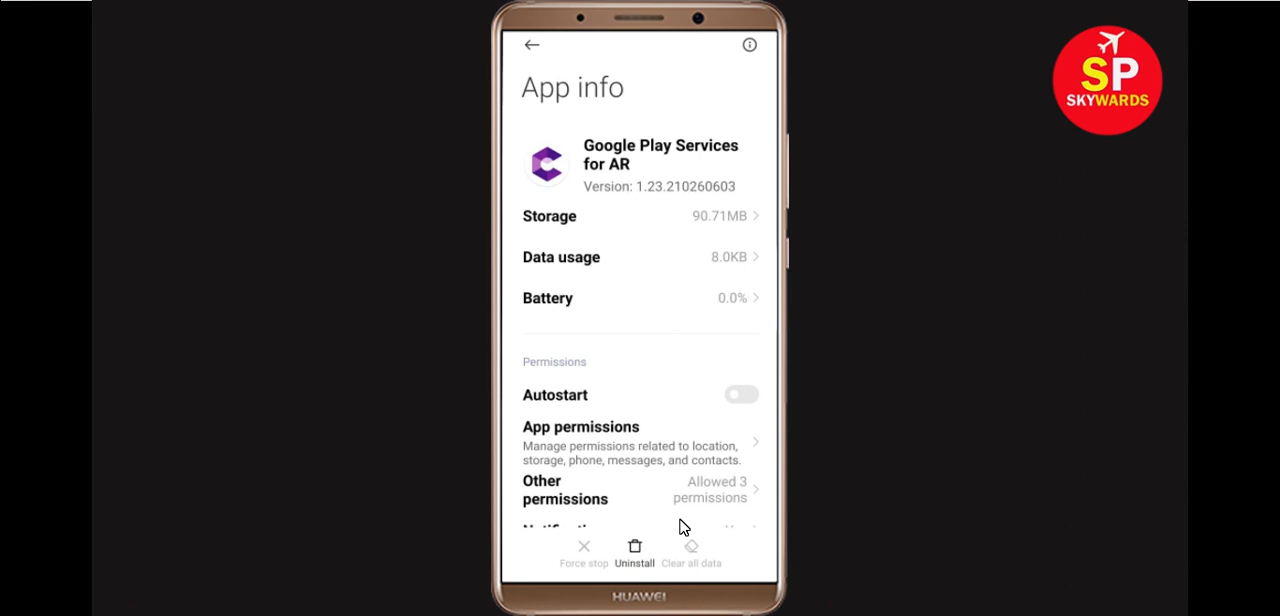 SP
SKYWARDS
App info
Google Play Services
for AR
Version: 1.23.210260603
Storage 90.71MB
Data usage 8.0KB
Battery 0.0%
Permissions
Autostart
App permissions
Manage permissions related to location,
storage, phone, messages, and contacts.
Other permissions Allowed 3 permissions
Force stop Uninstall Clear all data
HUAWEI